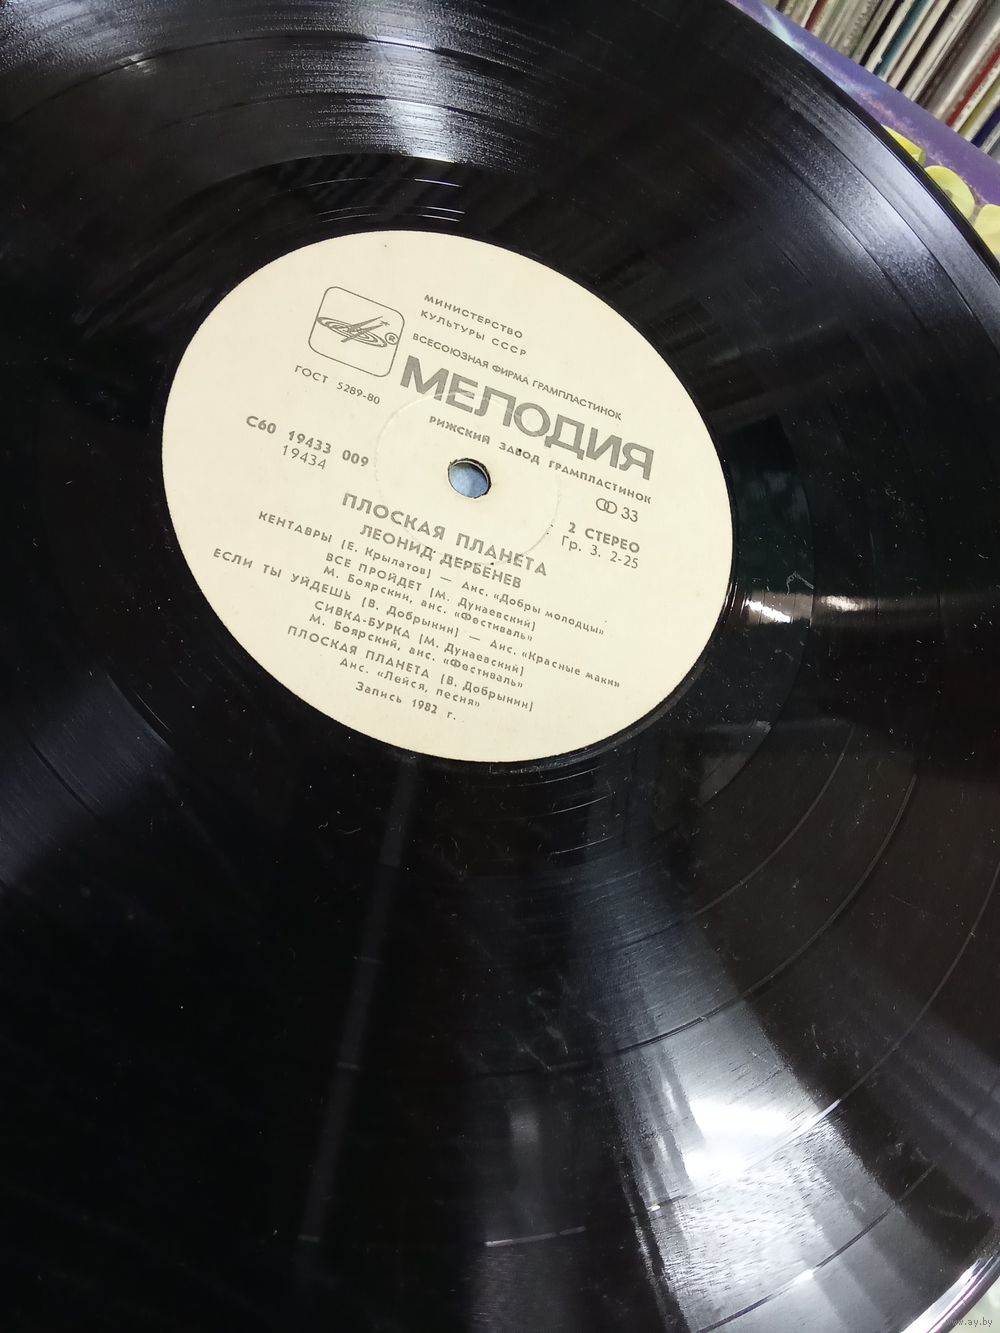 МИНИСТЕРСТВО
КУЛЬТУРЫ СССР
ВСЕСОЮЗНАЯ ФИРМА ГРАМПЛАСТИНОК
МЕЛОДИЯ
®
ГОСТ 5289-80
РИЖСКИЙ ЗАВОД ГРАМПЛАСТИНОК
С60 19433 009
19434
33
2 СТЕРЕО
Гр. 3. 2-25
ПЛОСКАЯ ПЛАНЕТА
ЛЕОНИД ДЕРБЕНЕВ
КЕНТАВРЫ (Е. Крылатов) — Анс. «Добры молодцы»
ВСЕ ПРОЙДЕТ (М. Дунаевский)
М. Боярский, анс. «Фестиваль»
ЕСЛИ ТЫ УЙДЕШЬ (В. Добрынин) — Анс. «Красные маки»
СИВКА-БУРКА (М. Дунаевский)
М. Боярский, анс. «Фестиваль»
ПЛОСКАЯ ПЛАНЕТА (В. Добрынин)
Анс. «Лейся, песня»
Запись 1982 г.
www.ay.by